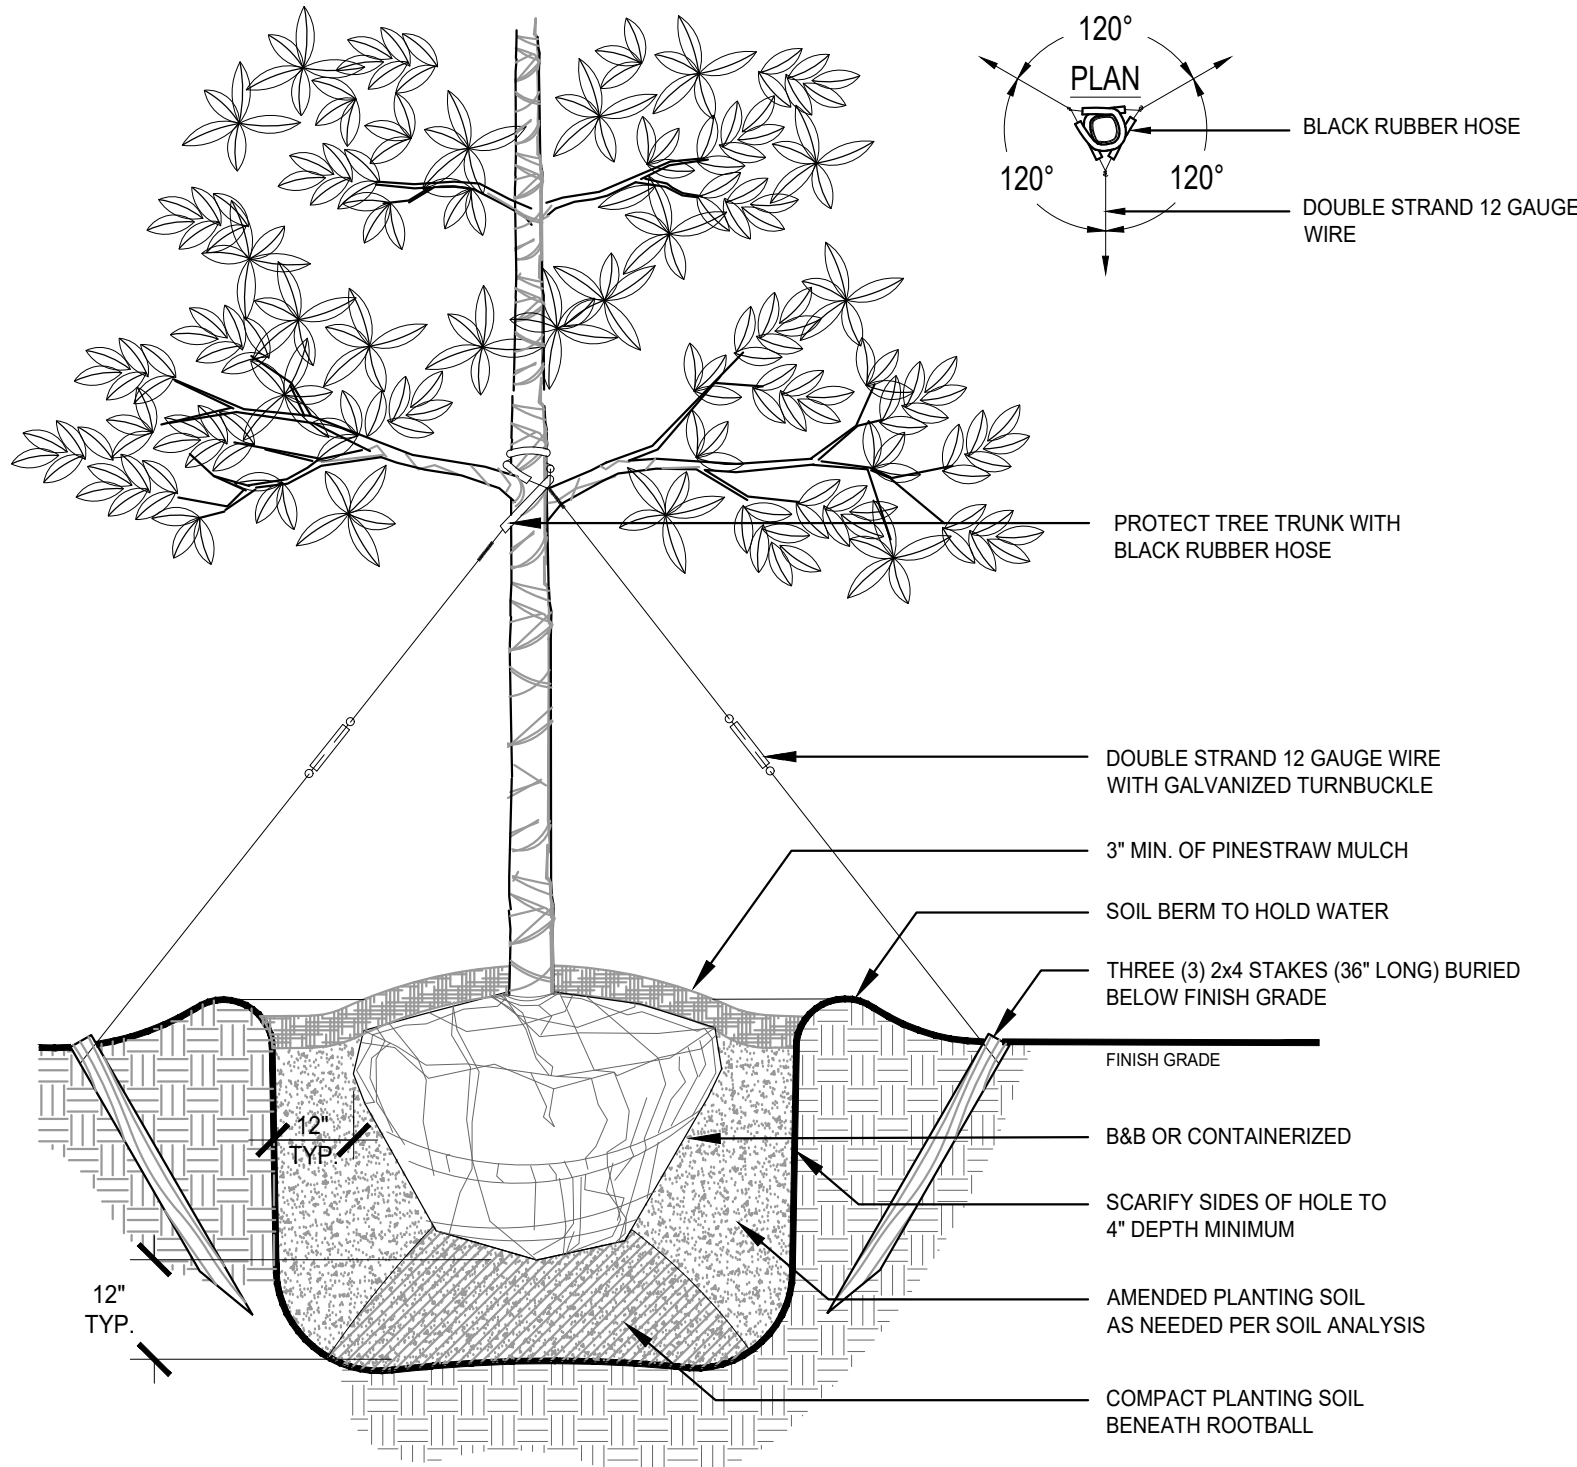 120°
PLAN
BLACK RUBBER HOSE
120°
120°
DOUBLE STRAND 12 GAUGE
WIRE
PROTECT TREE TRUNK WITH
BLACK RUBBER HOSE
DOUBLE STRAND 12 GAUGE WIRE
WITH GALVANIZED TURNBUCKLE
3" MIN. OF PINESTRAW MULCH
SOIL BERM TO HOLD WATER
THREE (3) 2x4 STAKES (36" LONG) BURIED
BELOW FINISH GRADE
FINISH GRADE
12"
TYP.
B&B OR CONTAINERIZED
SCARIFY SIDES OF HOLE TO
4" DEPTH MINIMUM
12"
TYP.
AMENDED PLANTING SOIL
AS NEEDED PER SOIL ANALYSIS
COMPACT PLANTING SOIL
BENEATH ROOTBALL